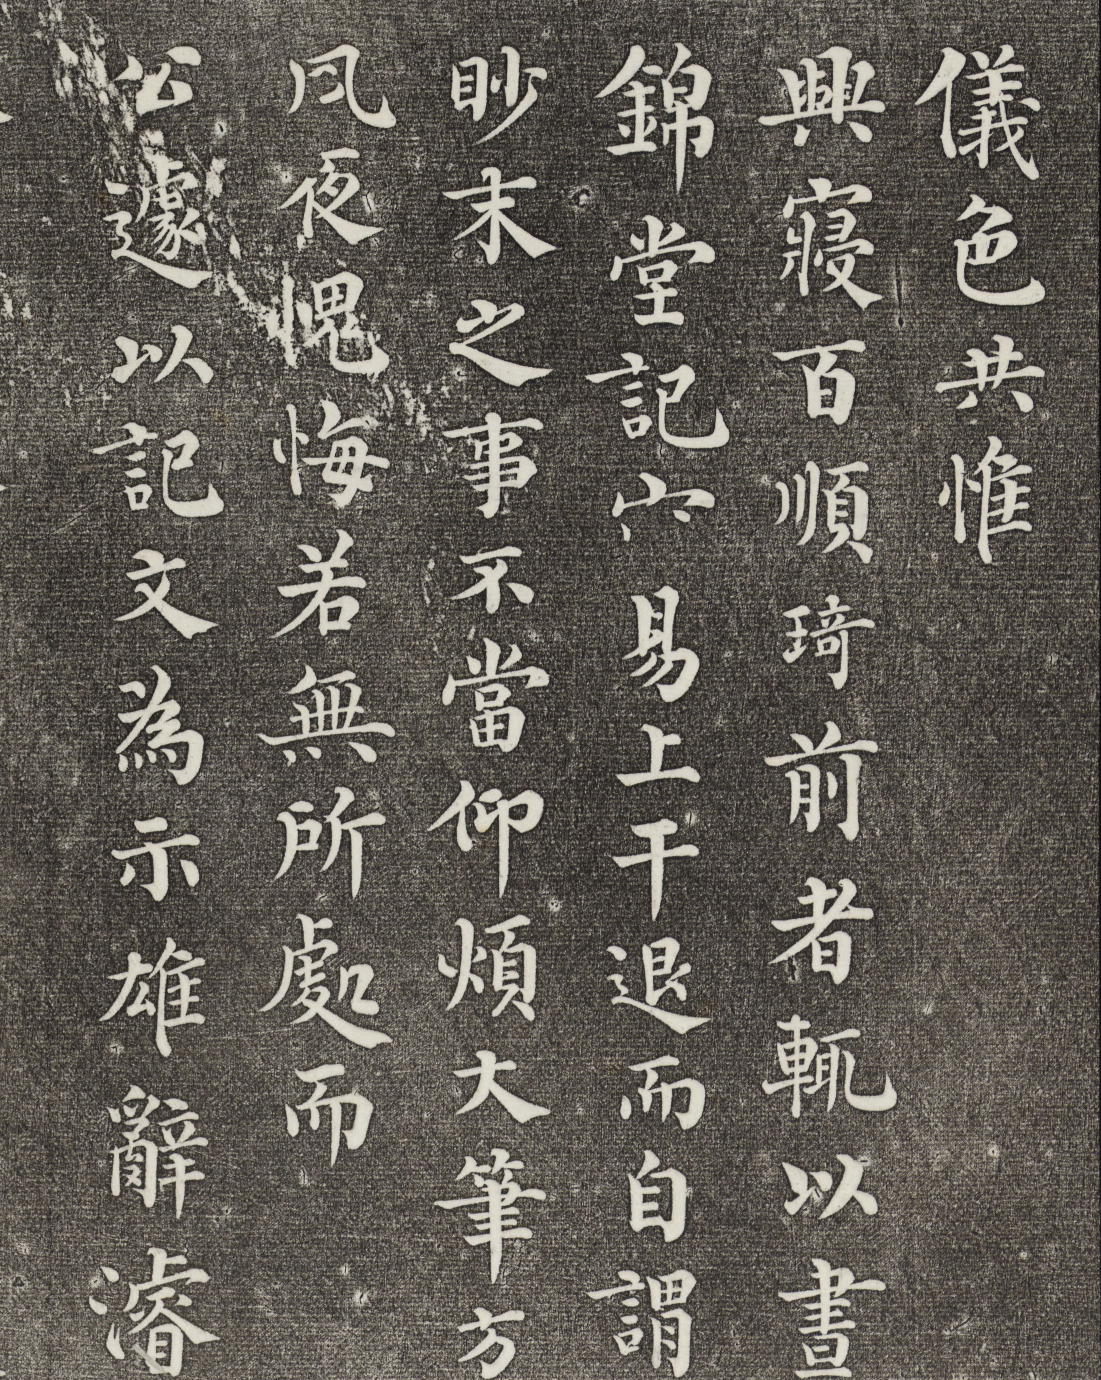 儀色共惟
興寢百順琦前者輒以晝
錦堂記宂易上干退而自謂
眇末之事不當仰煩大筆方
夙夜愧悔若無所處而
公遽以記文為示雄辭濬